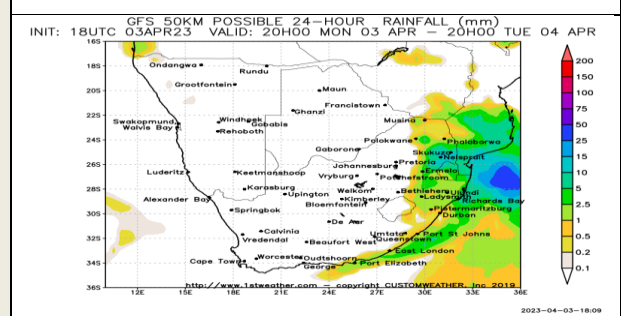 GFS 50KM POSSIBLE 24-HOUR RAINFALL (mm)
INIT: 18UTC 03APR23 VALID: 20H00 MON 03 APR - 20H00 TUE 04 APR
16S
Ondangwa
Rundu
18S
Grootfontein
Maun
20S
Francistown
Ghanzi
22S
Swakopmund
Walvis Bay
Windhoek
Gobabis
Rehoboth
Musina
24S
Polokwane
Phalaborwa
Gaborone
Skukuza
Nelspruit
26S
Johannesburg
Pretoria
Luderitz
Keetmanshoop
Vryburg
Potchefstroom
Ermelo
28S
Karasburg
Upington
Welkom
Bethlehem
Ulundi
Alexander Bay
Kimberley
Ladysmith
Richards Bay
Bloemfontein
30S
Springbok
Pietermaritzburg
Durban
De Aar
Calvinia
Umtata
Port St Johns
32S
Vredendal
Beaufort West
Queenstown
East London
Cape Town
Worcester
Oudtshoorn
34S
George
Port Elizabeth
36S
http://www.1stweather.com - copyright CUSTOMWEATHER, Inc 2019
12E 15E 18E 21E 24E 27E 30E 33E 36E
200
150
100
75
50
25
15
10
5
2.5
1
0.5
0.2
0.1
2023-04-03-18:09